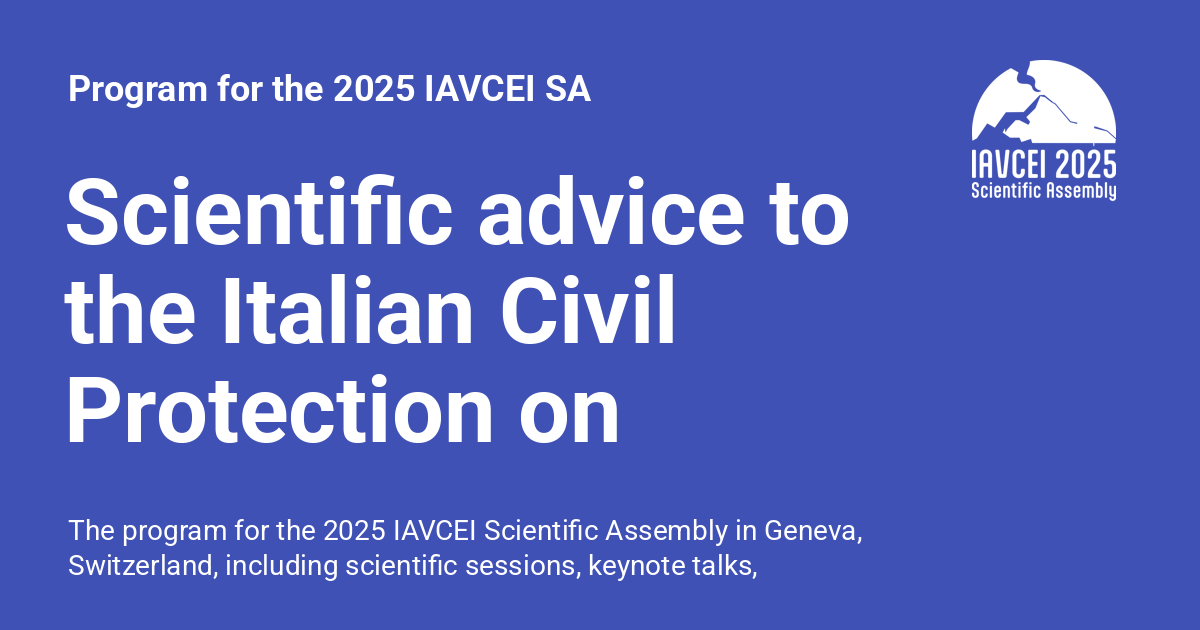 Program for the 2025 IAVCEI SA
IAVCEI 2025
Scientific Assembly
Scientific advice to
the Italian Civil
Protection on
The program for the 2025 IAVCEI Scientific Assembly in Geneva,
Switzerland, including scientific sessions, keynote talks,